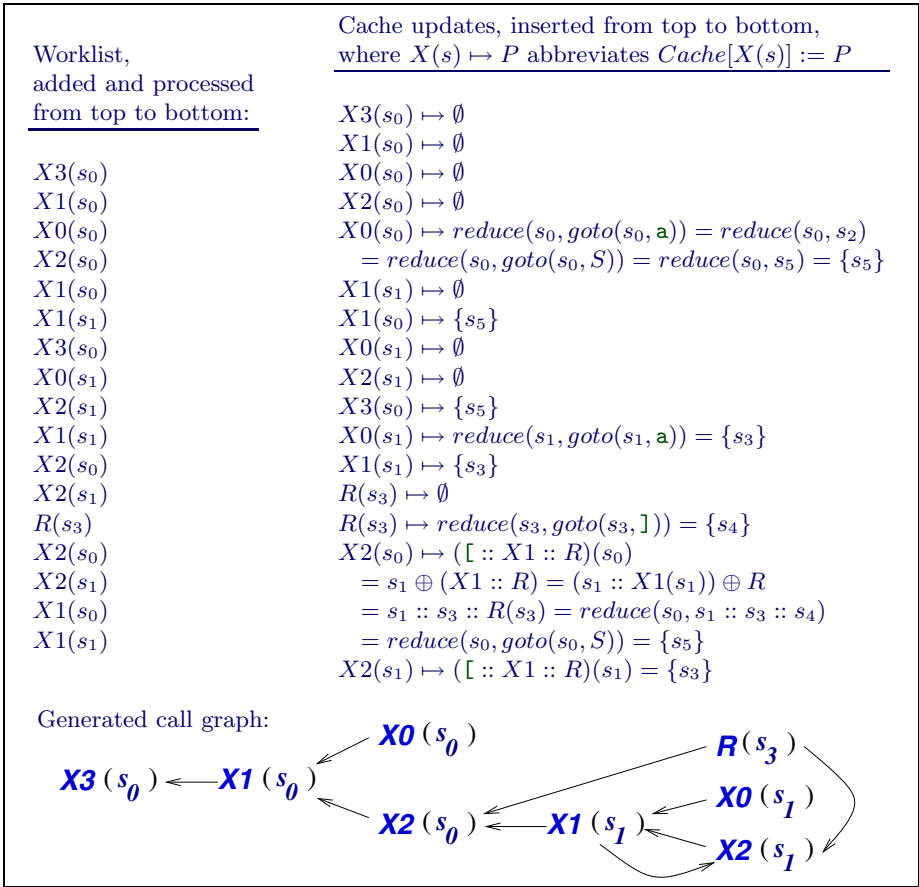 Worklist,
added and processed
from top to bottom:
X3(s₀)
X1(s₀)
X0(s₀)
X2(s₀)
X1(s₀)
X1(s₁)
X3(s₀)
X0(s₁)
X2(s₁)
X1(s₁)
X2(s₀)
X2(s₁)
R(s₃)
X2(s₀)
X2(s₁)
X1(s₀)
X1(s₁)
Cache updates, inserted from top to bottom,
where X(s) ↦ P abbreviates Cache[X(s)] := P
X3(s₀) ↦ ∅
X1(s₀) ↦ ∅
X0(s₀) ↦ ∅
X2(s₀) ↦ ∅
X0(s₀) ↦ reduce(s₀, goto(s₀, a)) = reduce(s₀, s₂)
= reduce(s₀, goto(s₀, S)) = reduce(s₀, s₅) = {s₅}
X1(s₁) ↦ ∅
X1(s₀) ↦ {s₅}
X0(s₁) ↦ ∅
X2(s₁) ↦ ∅
X3(s₀) ↦ {s₅}
X0(s₁) ↦ reduce(s₁, goto(s₁, a)) = {s₃}
X1(s₁) ↦ {s₃}
R(s₃) ↦ ∅
R(s₃) ↦ reduce(s₃, goto(s₃, ])) = {s₄}
X2(s₀) ↦ ([ :: X1 :: R)(s₀)
= s₁ ⊕ (X1 :: R) = (s₁ :: X1(s₁)) ⊕ R
= s₁ :: s₃ :: R(s₃) = reduce(s₀, s₁ :: s₃ :: s₄)
= reduce(s₀, goto(s₀, S)) = {s₅}
X2(s₁) ↦ ([ :: X1 :: R)(s₁) = {s₃}
Generated call graph:
X0 (s₀)
R (s₃)
X3 (s₀)
X1 (s₀)
X0 (s₁)
X2 (s₀)
X1 (s₁)
X2 (s₁)